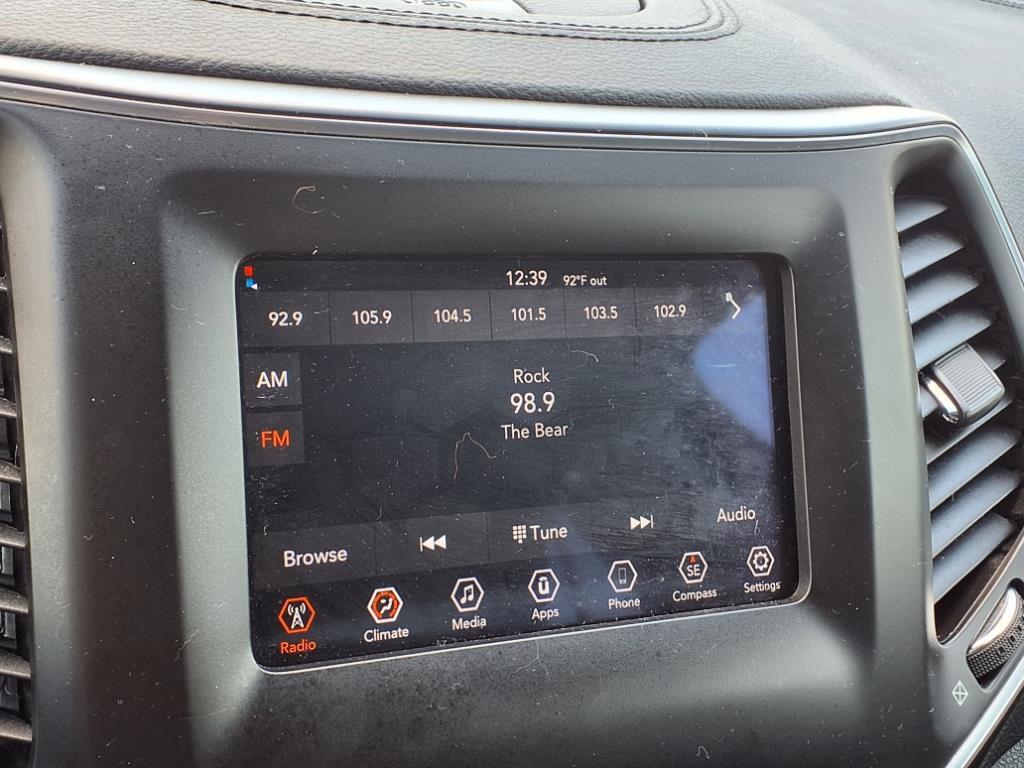 12:39 92°F out
92.9 105.9 104.5 101.5 103.5 102.9
AM
Rock
98.9
FM
The Bear
Browse Tune Audio
SE
Radio Climate Media Apps Phone Compass Settings